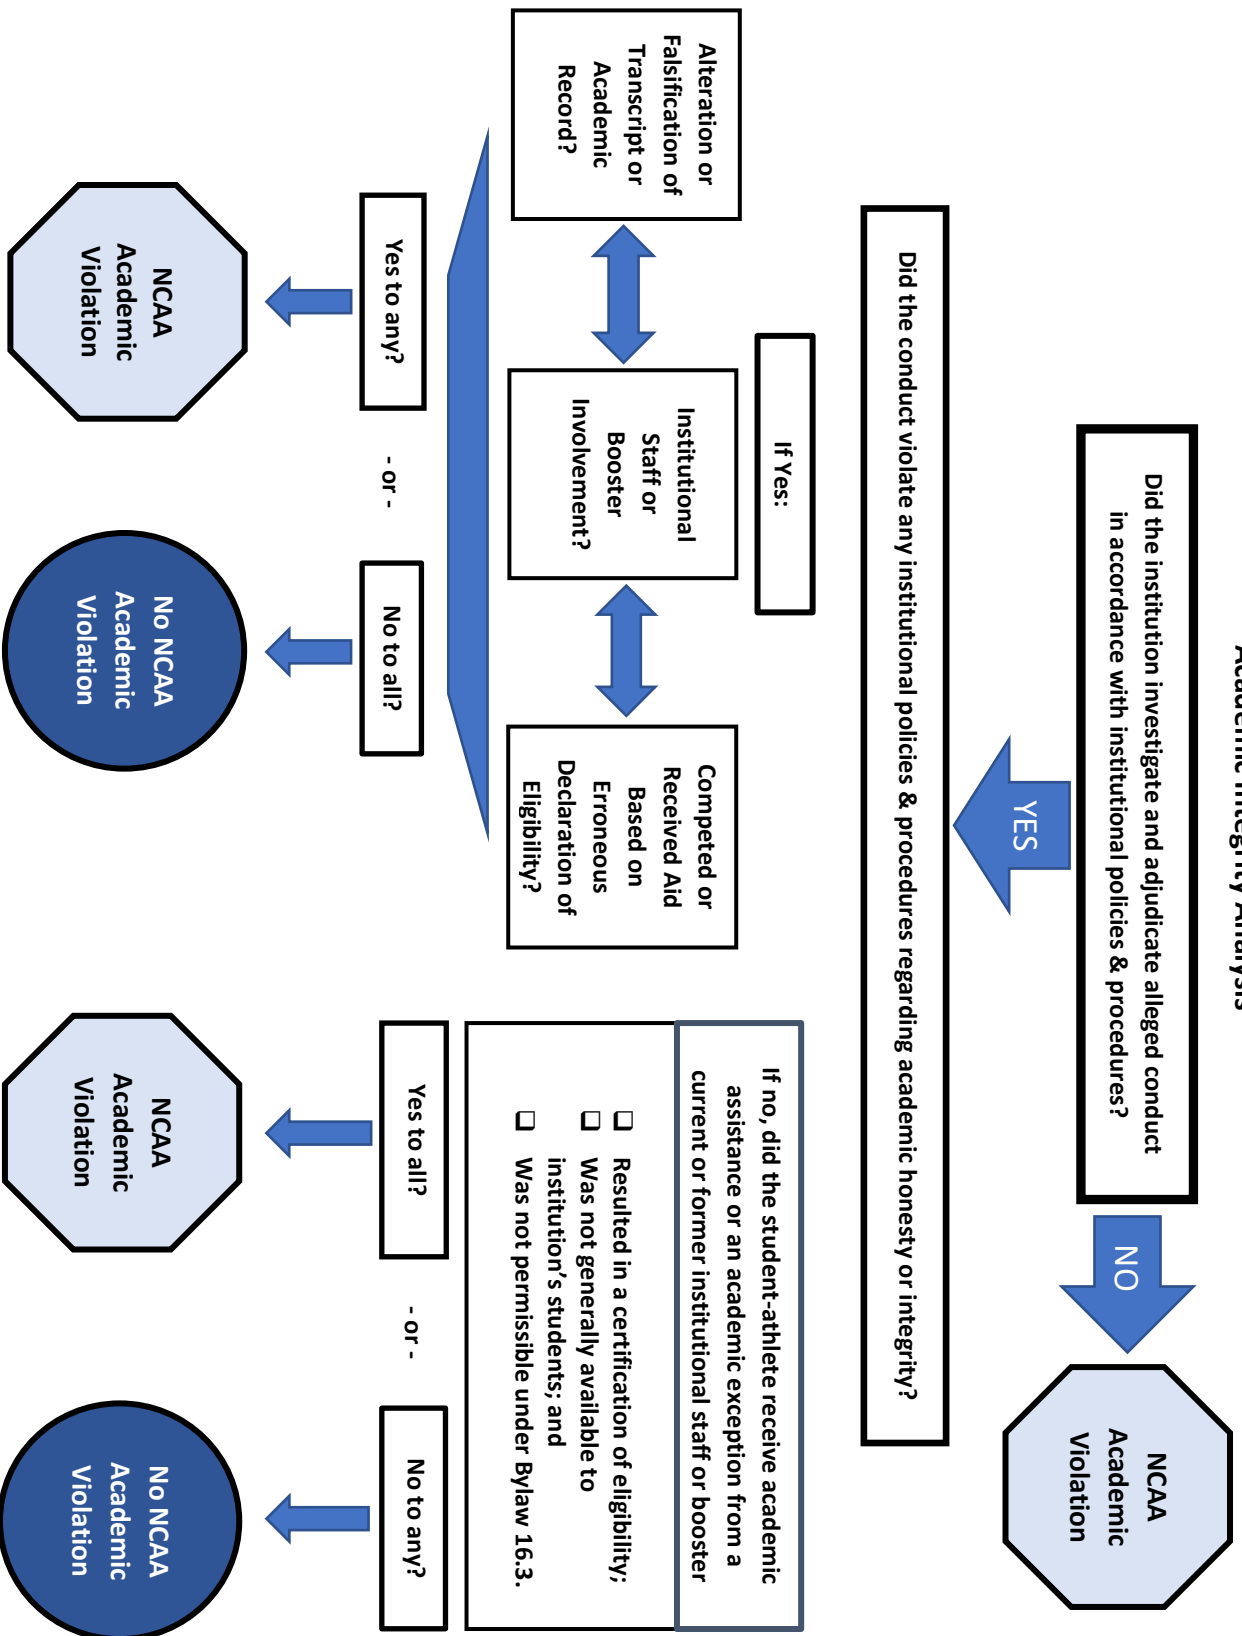 Academic Integrity Analysis
Did the institution investigate and adjudicate alleged conduct
in accordance with institutional policies & procedures?
NO
NCAA
Academic
Violation
YES
Did the conduct violate any institutional policies & procedures regarding academic honesty or integrity?
If Yes:
Alteration or
Falsification of
Transcript or
Academic
Record?
Institutional
Staff or
Booster
Involvement?
Competed or
Received Aid
Based on
Erroneous
Declaration of
Eligibility?
Yes to any?
- or -
No to all?
NCAA
Academic
Violation
No NCAA
Academic
Violation
If no, did the student-athlete receive academic
assistance or an academic exception from a
current or former institutional staff or booster
❑ Resulted in a certification of eligibility;
❑ Was not generally available to
institution’s students; and
❑ Was not permissible under Bylaw 16.3.
Yes to all?
- or -
No to any?
NCAA
Academic
Violation
No NCAA
Academic
Violation